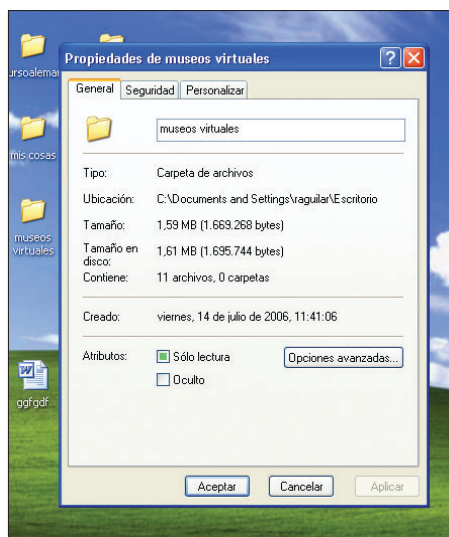 ursoalemar
mis cosas
museos
virtuales
ggfgdf
Propiedades de museos virtuales
General Seguridad Personalizar
museos virtuales
Tipo: Carpeta de archivos
Ubicación: C:\Documents and Settings\raguilar\Escritorio
Tamaño: 1,59 MB (1.669.268 bytes)
Tamaño en
disco: 1,61 MB (1.695.744 bytes)
Contiene: 11 archivos, 0 carpetas
Creado: viernes, 14 de julio de 2006, 11:41:06
Atributos: Sólo lectura Opciones avanzadas...
Oculto
Aceptar Cancelar Aplicar